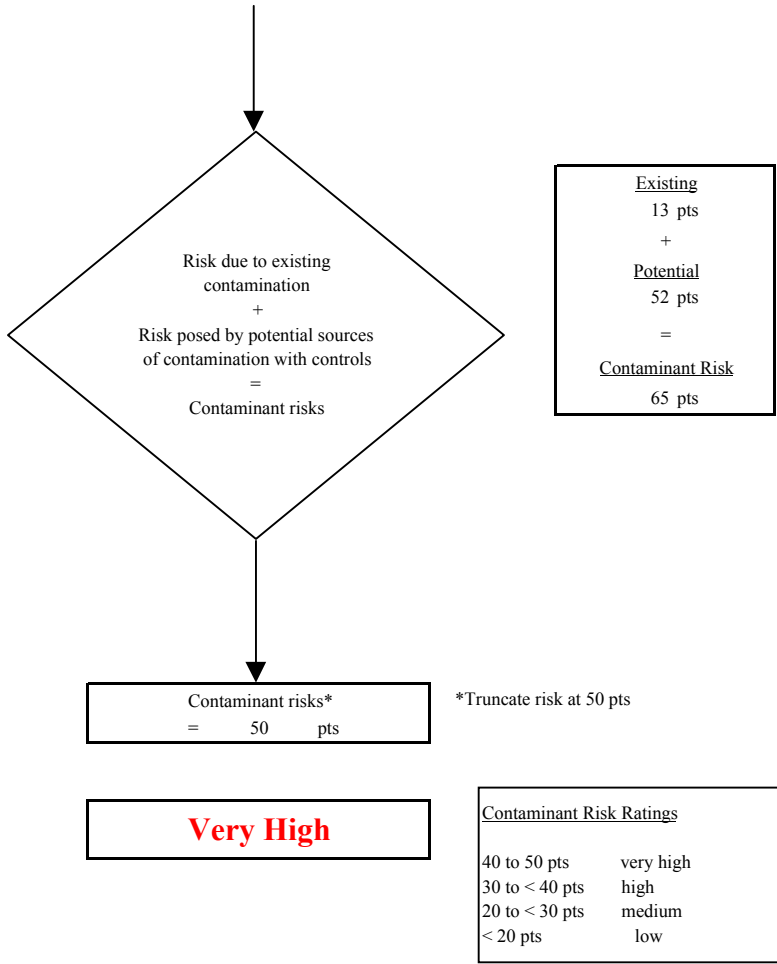 Risk due to existing
contamination
+
Risk posed by potential sources
of contamination with controls
=
Contaminant risks
Existing
13 pts
+
Potential
52 pts
=
Contaminant Risk
65 pts
Contaminant risks*
= 50 pts
*Truncate risk at 50 pts
Very High
Contaminant Risk Ratings
40 to 50 pts very high
30 to < 40 pts high
20 to < 30 pts medium
< 20 pts low